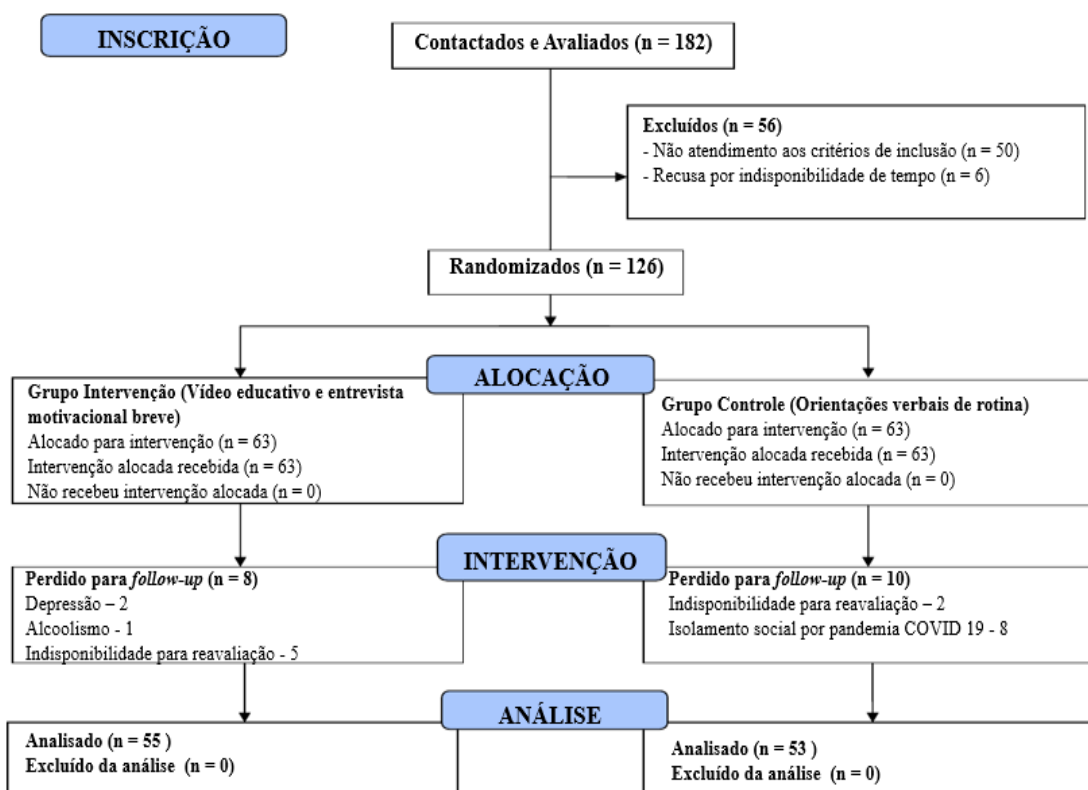 INSCRIÇÃO
Contactados e Avaliados (n = 182)
Excluídos (n = 56)
- Não atendimento aos critérios de inclusão (n = 50)
- Recusa por indisponibilidade de tempo (n = 6)
Randomizados (n = 126)
ALOCAÇÃO
Grupo Intervenção (Vídeo educativo e entrevista
motivacional breve)
Alocado para intervenção (n = 63)
Intervenção alocada recebida (n = 63)
Não recebeu intervenção alocada (n = 0)
Grupo Controle (Orientações verbais de rotina)
Alocado para intervenção (n = 63)
Intervenção alocada recebida (n = 63)
Não recebeu intervenção alocada (n = 0)
INTERVENÇÃO
Perdido para follow-up (n = 8)
Depressão – 2
Alcoolismo - 1
Indisponibilidade para reavaliação - 5
Perdido para follow-up (n = 10)
Indisponibilidade para reavaliação – 2
Isolamento social por pandemia COVID 19 - 8
ANÁLISE
Analisado (n = 55 )
Excluído da análise (n = 0)
Analisado (n = 53 )
Excluído da análise (n = 0)